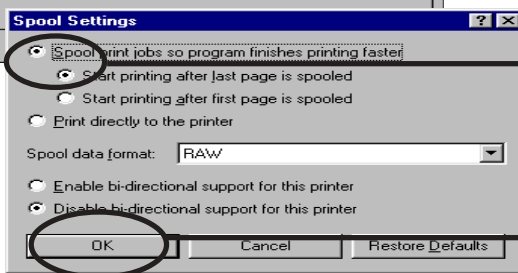 Spool Settings
Spool print jobs so program finishes printing faster
Start printing after last page is spooled
Start printing after first page is spooled
Print directly to the printer
Spool data format: RAW
Enable bi-directional support for this printer
Disable bi-directional support for this printer
OK Cancel Restore Defaults